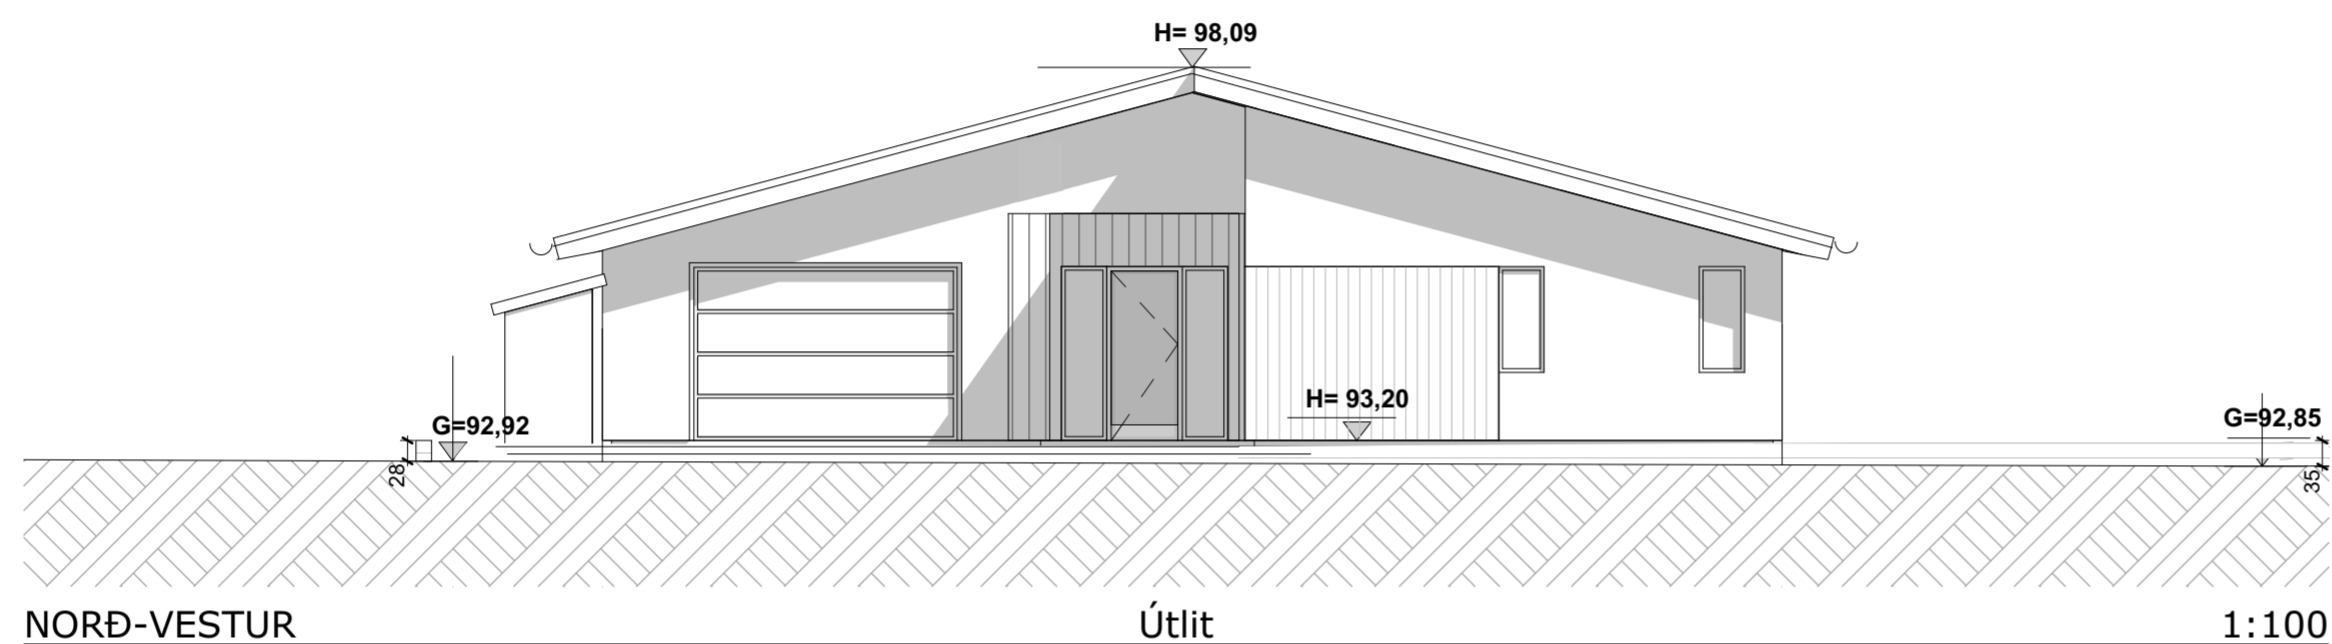 H= 98,09
H= 93,20
G=92,92
G=92,85
28
35
NORÐ-VESTUR Útlit 1:100